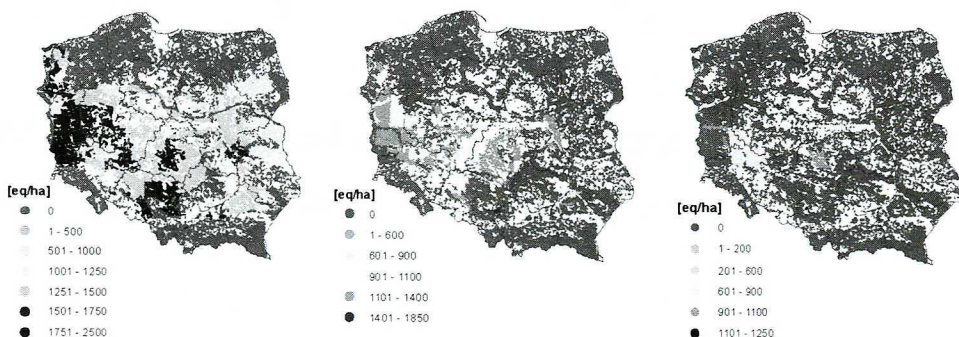 [eq/ha]
0
1 - 500
501 - 1000
1001 - 1250
1251 - 1500
1501 - 1750
1751 - 2500
[eq/ha]
0
1 - 600
601 - 900
901 - 1100
1101 - 1400
1401 - 1850
[eq/ha]
0
1 - 200
201 - 600
601 - 900
901 - 1100
1101 - 1250